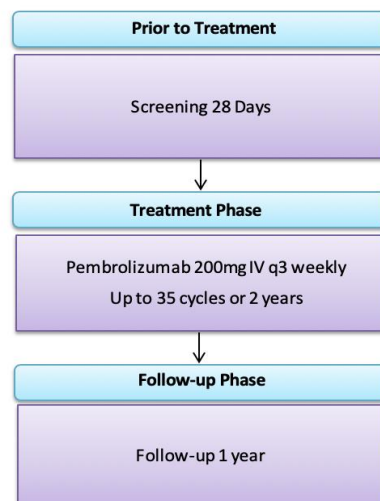 Prior to Treatment
Screening 28 Days
Treatment Phase
Pembrolizumab 200mg IV q3 weekly
Up to 35 cycles or 2 years
Follow-up Phase
Follow-up 1 year